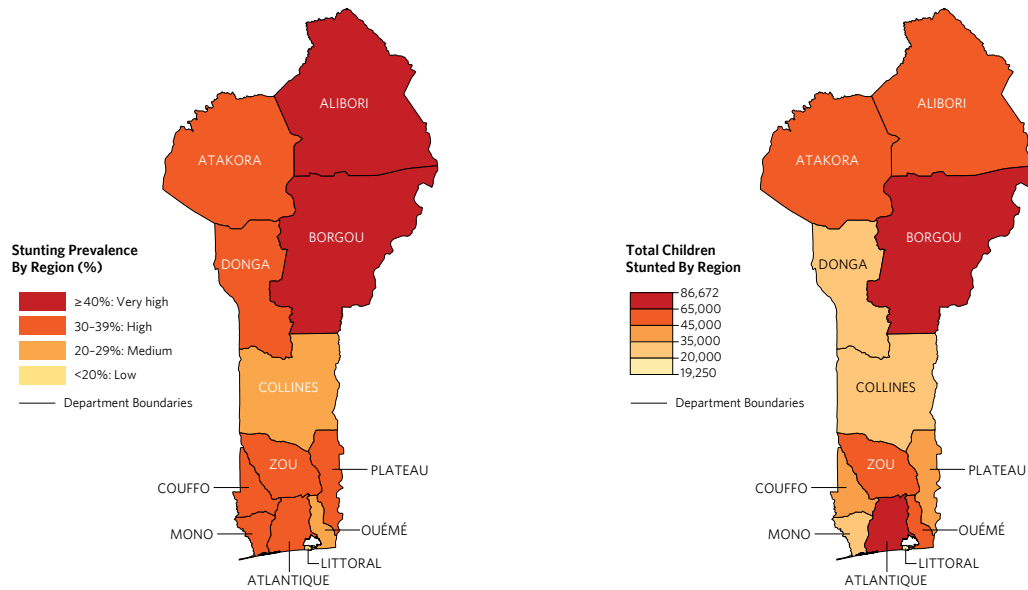 ALIBORI
ATAKORA
BORGOU
DONGA
Stunting Prevalence
By Region (%)
≥40%: Very high
30–39%: High
20–29%: Medium
<20%: Low
Department Boundaries
COLLINES
ZOU
PLATEAU
COUFFO
MONO
OUÉMÉ
LITTORAL
ATLANTIQUE
ALIBORI
ATAKORA
BORGOU
DONGA
Total Children
Stunted By Region
86,672
65,000
45,000
35,000
20,000
19,250
Department Boundaries
COLLINES
ZOU
PLATEAU
COUFFO
MONO
OUÉMÉ
LITTORAL
ATLANTIQUE